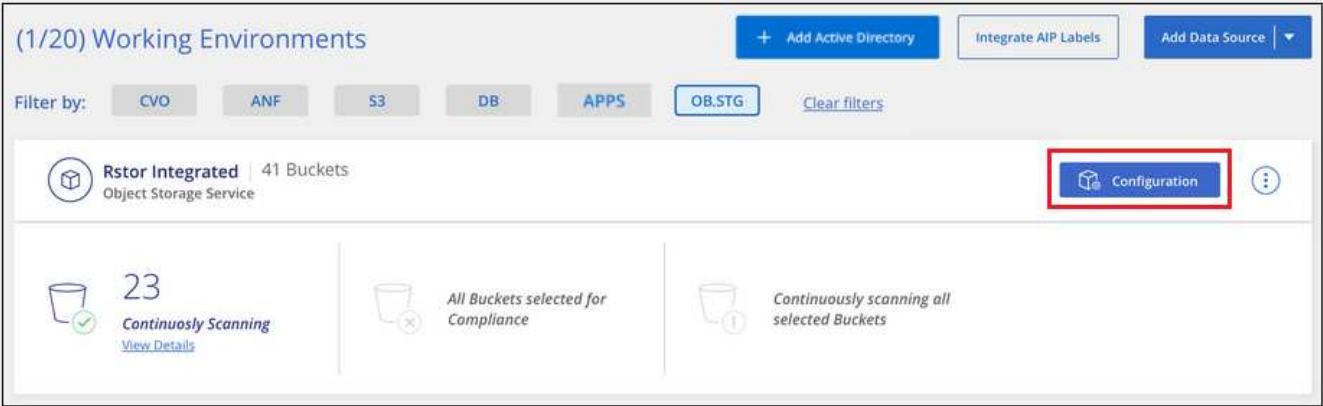 (1/20) Working Environments
+ Add Active Directory
Integrate AIP Labels
Add Data Source
Filter by:
CVO
ANF
S3
DB
APPS
OB.STG
Clear filters
Rstor Integrated | 41 Buckets
Object Storage Service
Configuration
23
Continuosly Scanning
View Details
All Buckets selected for
Compliance
Continuously scanning all
selected Buckets